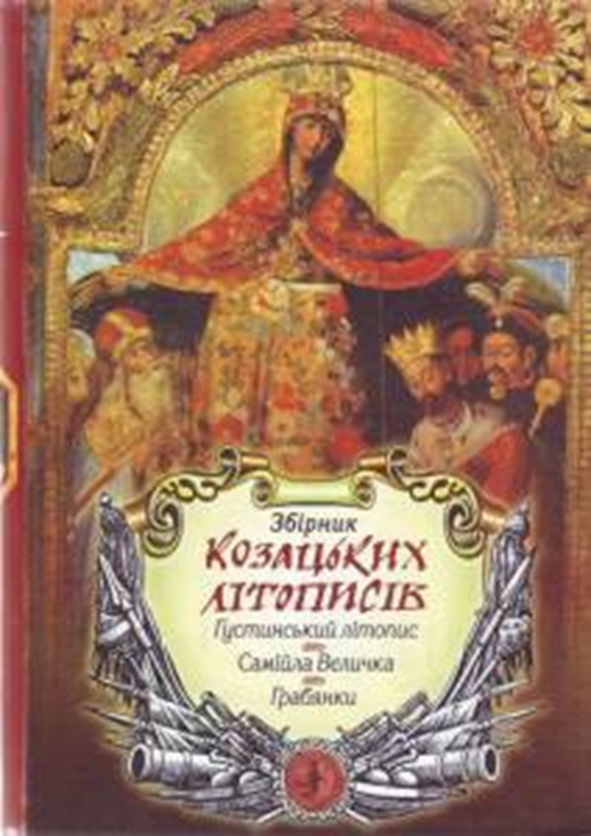 Збірник
КОЗАЦЬКИХ
ЛІТОПИСІВ
Густинський літопис
Самійла Величка
Грабянки